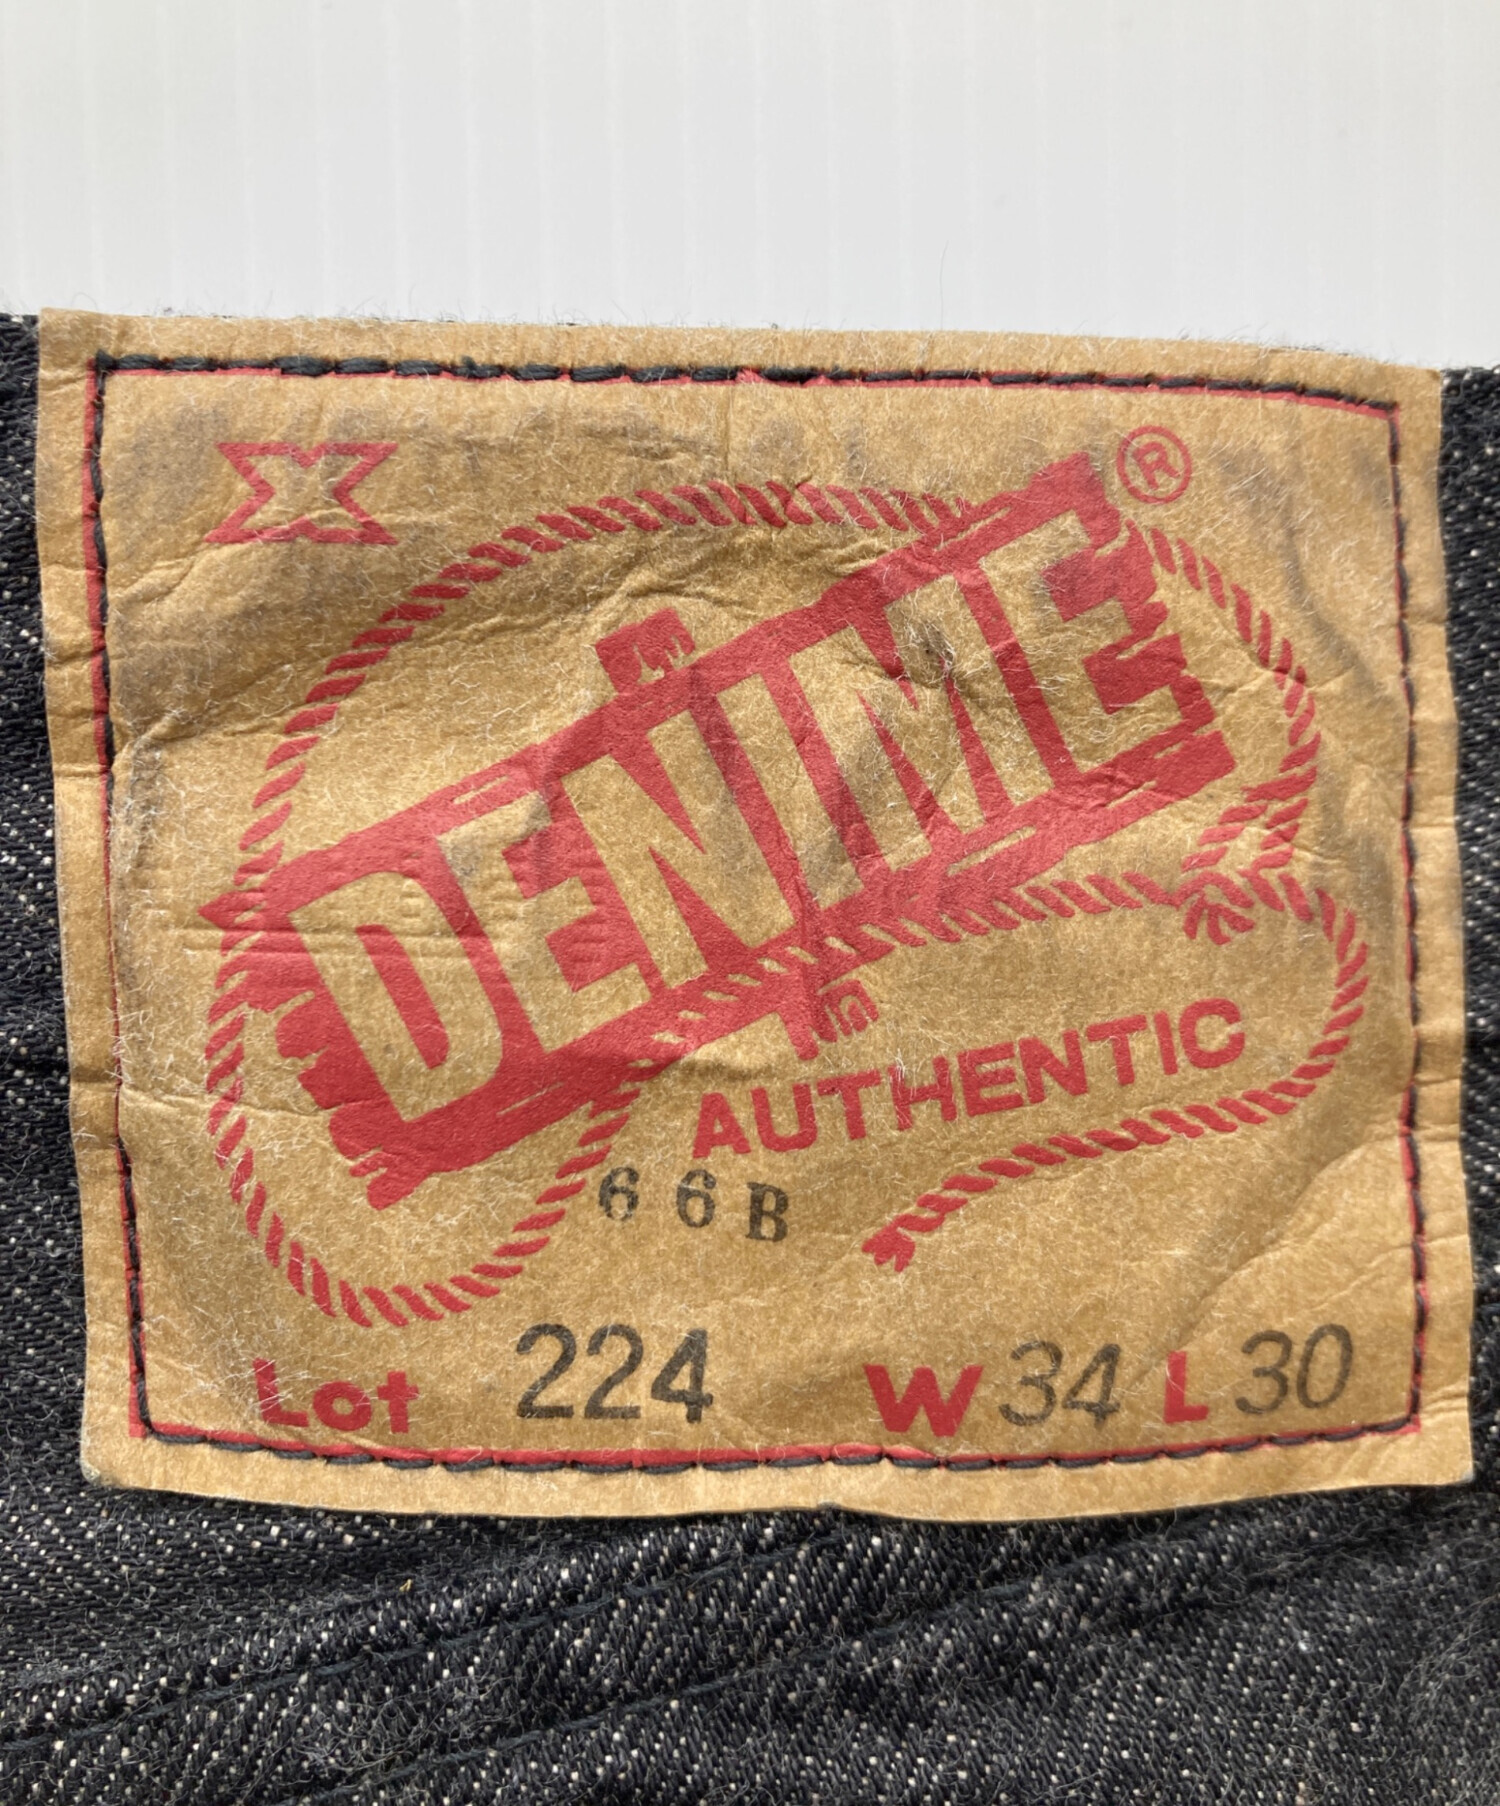 X
DENIME ®
AUTHENTIC
66B
Lot 224 W 34 L 30